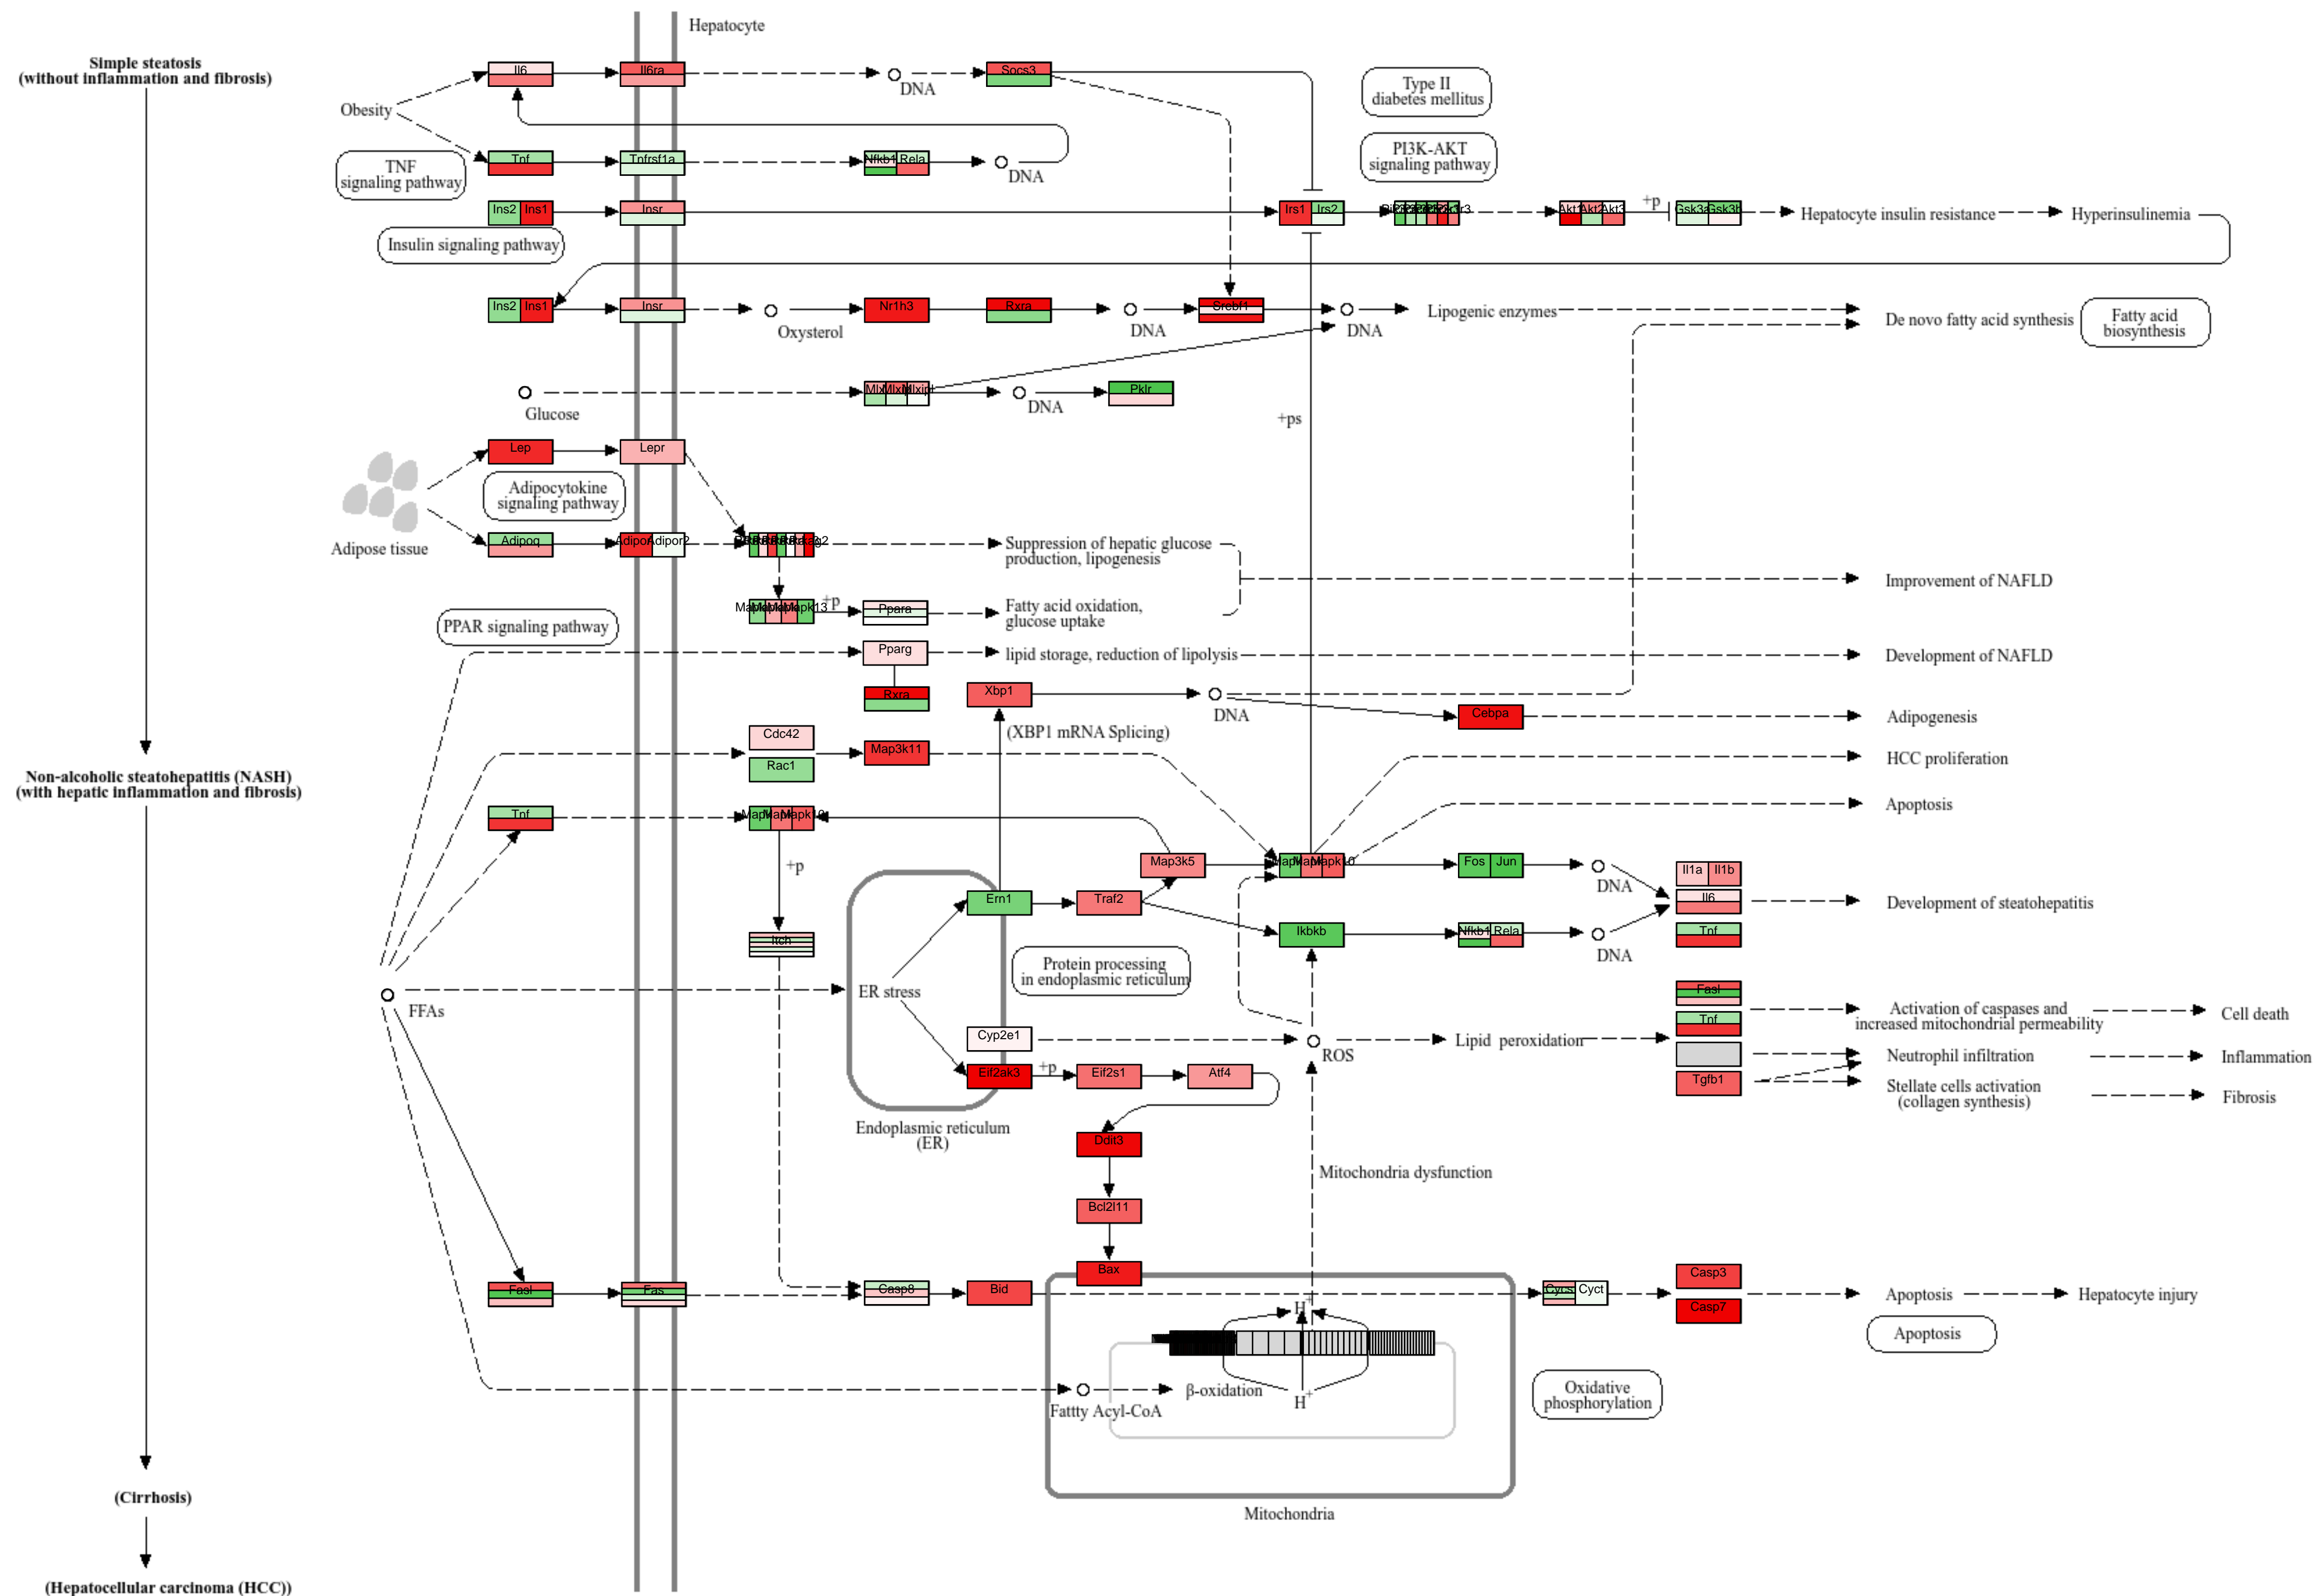 Hepatocyte
Simple steatosis
(without inflammation and fibrosis)
Il6
Il6ra
DNA
Socs3
Type II
diabetes mellitus
Obesity
TNF
signaling pathway
Tnf
Tnfrsf1a
Nfkb1 Rela
DNA
PI3K-AKT
signaling pathway
Ins2 Ins1
Insr
Irs1 Irs2
Akt1 Akt2 Akt3
+p
Gsk3a Gsk3b
Hepatocyte insulin resistance
Hyperinsulinemia
Insulin signaling pathway
Ins2 Ins1
Insr
Oxysterol
Nr1h3
Rxra
DNA
Srebf1
DNA
Lipogenic enzymes
De novo fatty acid synthesis
Fatty acid
biosynthesis
Glucose
DNA
Pklr
+ps
Lep
Lepr
Adipocytokine
signaling pathway
Adipose tissue
Adipoq
Adipor2
Suppression of hepatic glucose
production, lipogenesis
Improvement of NAFLD
+p
Ppara
Fatty acid oxidation,
glucose uptake
PPAR signaling pathway
Pparg
lipid storage, reduction of lipolysis
Development of NAFLD
Rxra
Xbp1
DNA
(XBP1 mRNA Splicing)
Cebpa
Adipogenesis
Cdc42
Rac1
Map3k11
HCC proliferation
Non-alcoholic steatohepatitis (NASH)
(with hepatic inflammation and fibrosis)
Tnf
Apoptosis
+p
Map3k5
Fos Jun
DNA
Il1a Il1b
Il6
Tnf
Development of steatohepatitis
Ern1
Traf2
Ikbkb
Nfkb1 Rela
DNA
Itch
Protein processing
in endoplasmic reticulum
ER stress
FFAs
Cyp2e1
ROS
Lipid peroxidation
Fasl
Tnf
Activation of caspases and
increased mitochondrial permeability
Cell death
Neutrophil infiltration
Inflammation
Tgfb1
Stellate cells activation
(collagen synthesis)
Fibrosis
Eif2ak3
+p
Eif2s1
Atf4
Endoplasmic reticulum
(ER)
Ddit3
Mitochondria dysfunction
Bcl2l11
Bax
Fasl
Fas
Casp8
Bid
Cycs Cyct
Casp3
Casp7
Apoptosis
Hepatocyte injury
Apoptosis
H+
β-oxidation
H+
Fattty Acyl-CoA
Oxidative
phosphorylation
Mitochondria
(Cirrhosis)
(Hepatocellular carcinoma (HCC))